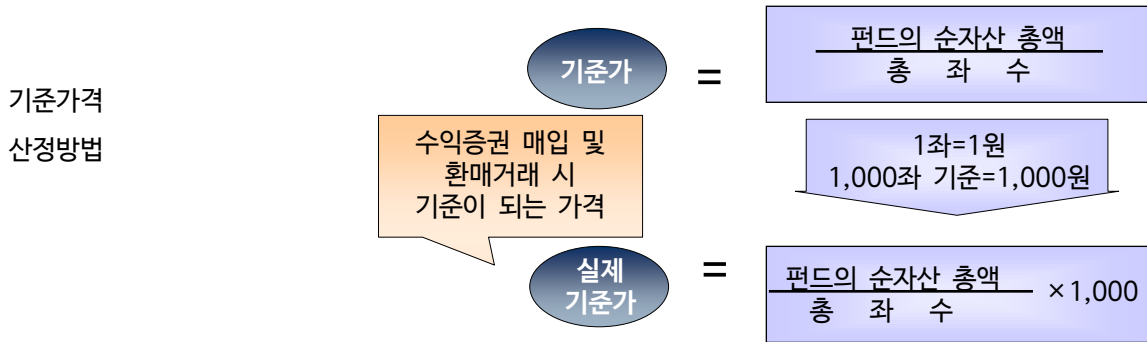 기준가격
산정방법
기준가
=
펀드의 순자산 총액
총 좌 수
수익증권 매입 및
환매거래 시
기준이 되는 가격
1좌=1원
1,000좌 기준=1,000원
실제
기준가
=
펀드의 순자산 총액
총 좌 수
×1,000